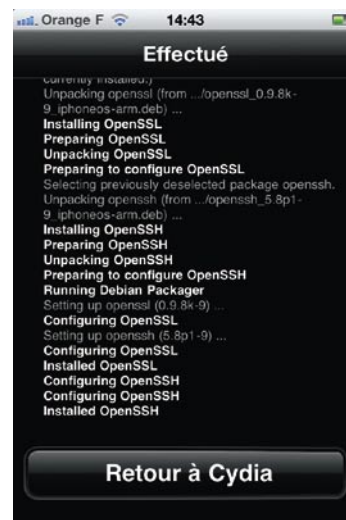 Orange F 14:43
Effectué
currently installed.)
Unpacking openssl (from .../openssl_0.9.8k-
9_iphoneos-arm.deb) ...
Installing OpenSSL
Preparing OpenSSL
Unpacking OpenSSL
Preparing to configure OpenSSL
Selecting previously deselected package openssh.
Unpacking openssh (from .../openssh_5.8p1-
9_iphoneos-arm.deb) ...
Installing OpenSSH
Preparing OpenSSH
Unpacking OpenSSH
Preparing to configure OpenSSH
Running Debian Packager
Setting up openssl (0.9.8k-9) ...
Configuring OpenSSL
Setting up openssh (5.8p1-9) ...
Configuring OpenSSL
Installed OpenSSL
Configuring OpenSSH
Configuring OpenSSH
Installed OpenSSH
Retour à Cydia